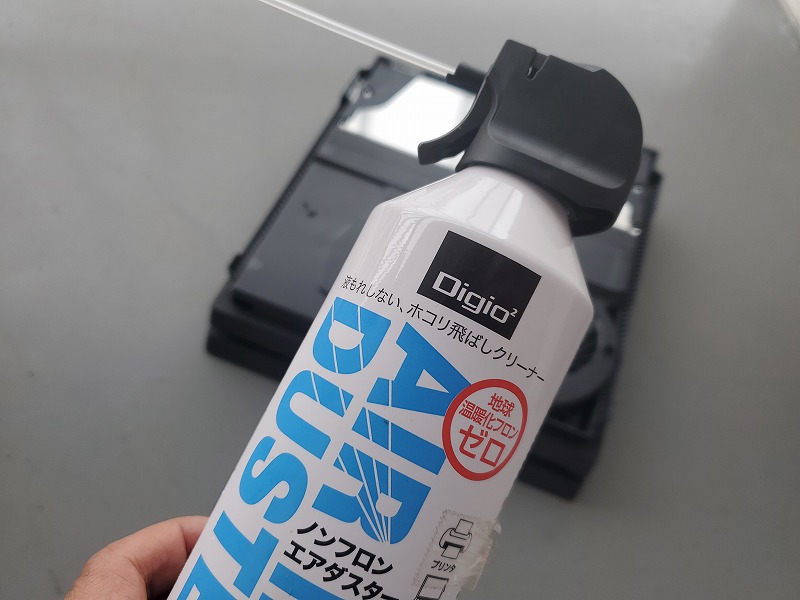 Digio²
液もれしない、ホコリ飛ばしクリーナー
AIR
DUSTE
地球
温暖化フロン
ゼロ
ノンフロン
エアダスター
プリンタ